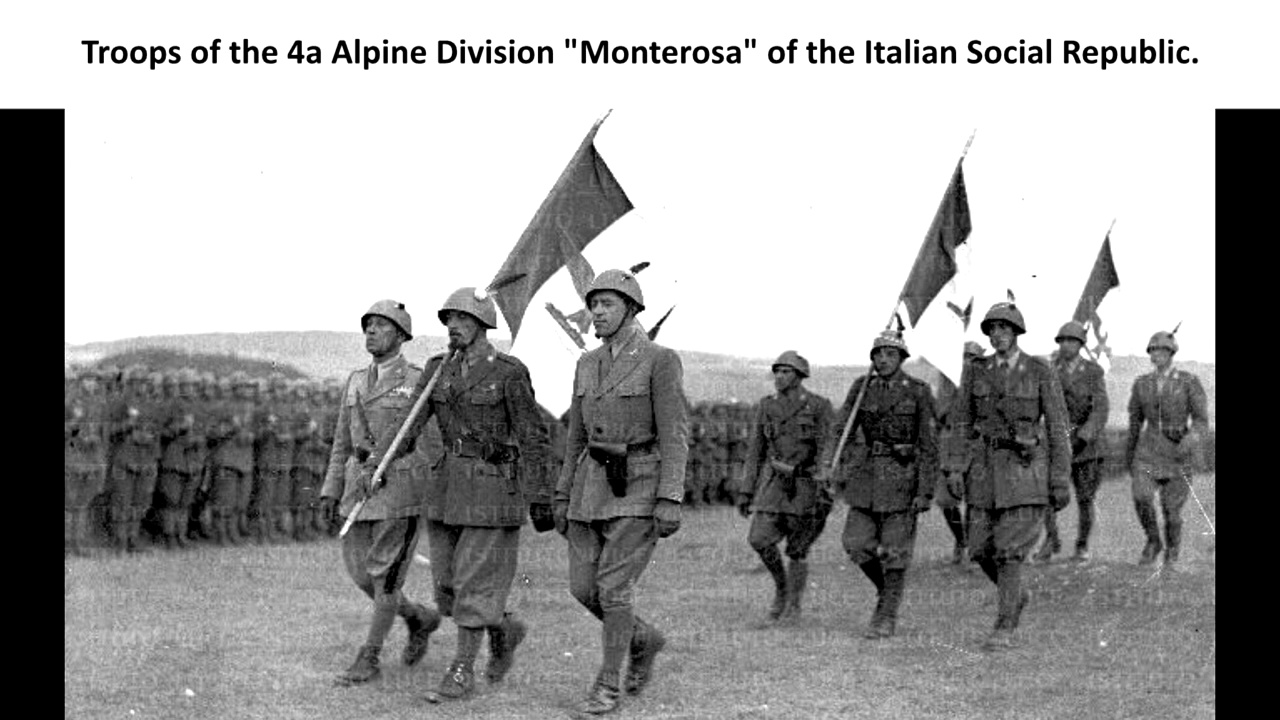 Troops of the 4a Alpine Division "Monterosa" of the Italian Social Republic.